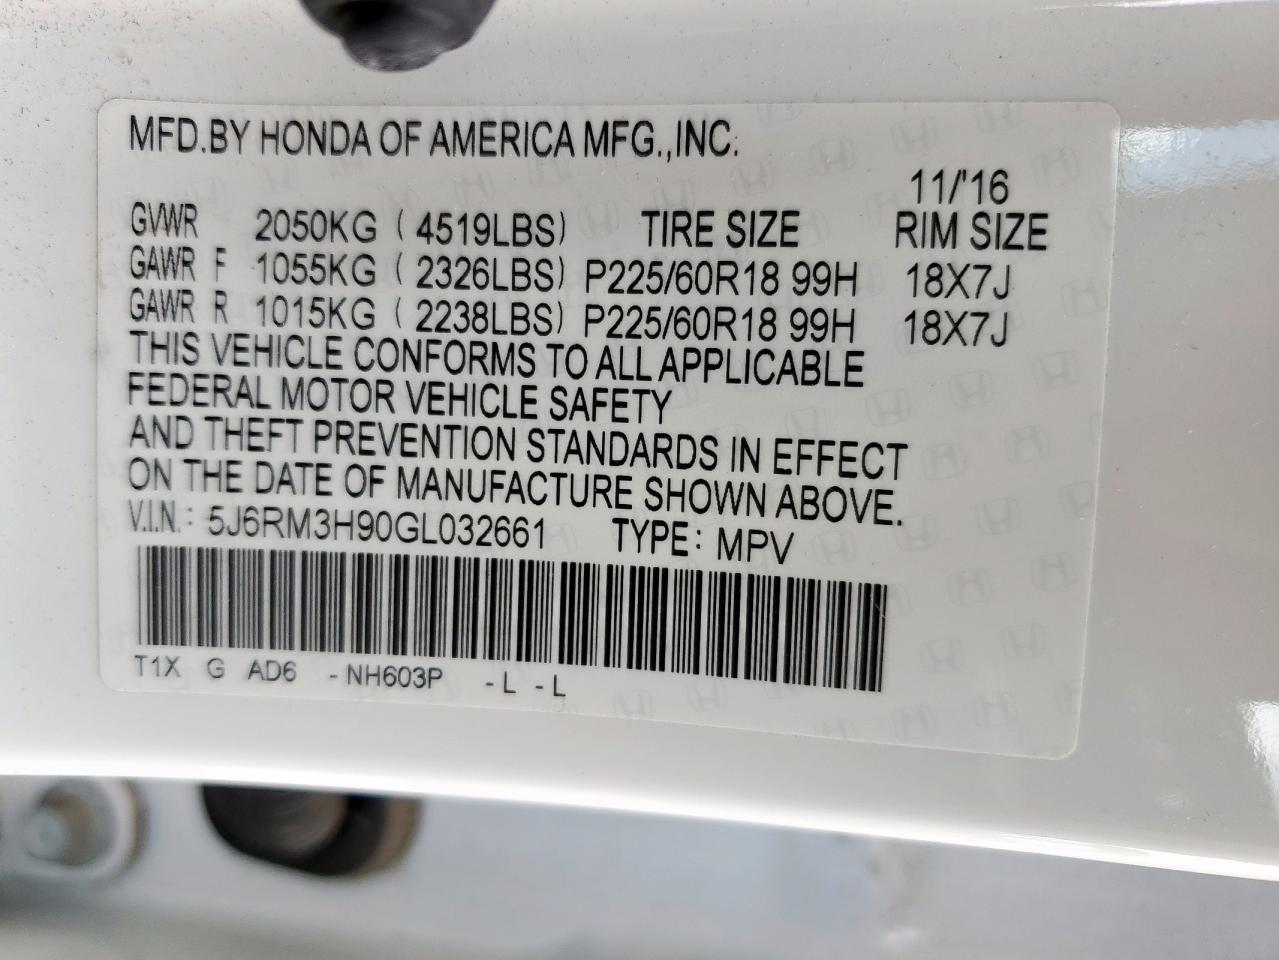 MFD.BY HONDA OF AMERICA MFG.,INC.
11/'16
GVWR 2050KG ( 4519LBS) TIRE SIZE RIM SIZE
GAWR F 1055KG ( 2326LBS) P225/60R18 99H 18X7J
GAWR R 1015KG ( 2238LBS) P225/60R18 99H 18X7J
THIS VEHICLE CONFORMS TO ALL APPLICABLE
FEDERAL MOTOR VEHICLE SAFETY
AND THEFT PREVENTION STANDARDS IN EFFECT
ON THE DATE OF MANUFACTURE SHOWN ABOVE.
V.I.N.: 5J6RM3H90GL032661 TYPE: MPV
T1X G AD6 -NH603P -L -L